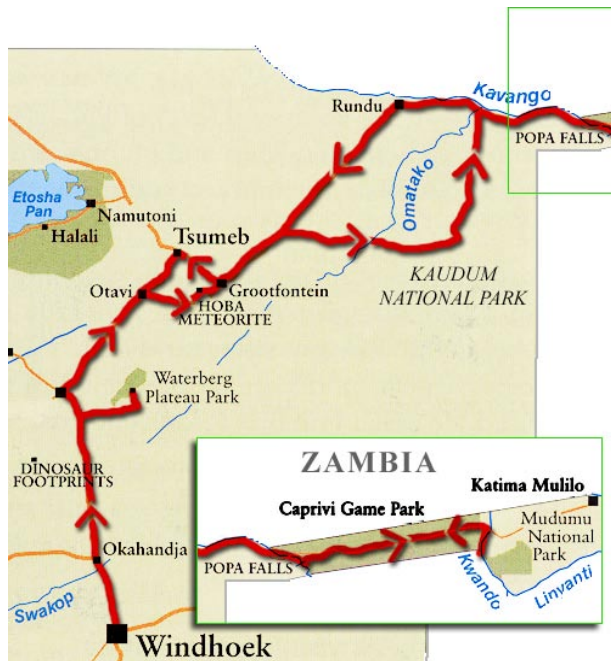 Kavango
Rundu
POPA FALLS
Omatako
Etosha
Pan
Namutoni
Halali
Tsumeb
KAUDUM
NATIONAL PARK
Otavi
Grootfontein
HOBA
METEORITE
Waterberg
Plateau Park
DINOSAUR
FOOTPRINTS
Okahandja
Swakop
Windhoek
ZAMBIA
Katima Mulilo
Caprivi Game Park
Mudumu
National
Park
POPA FALLS
Kwando
Linvanti